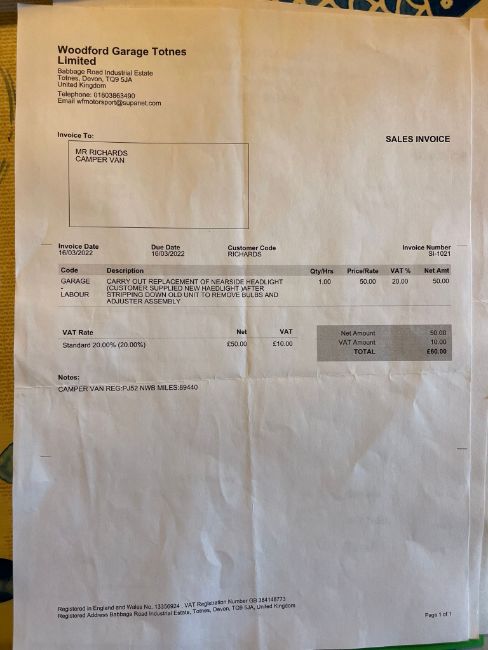 Woodford Garage Totnes
Limited
Babbage Road Industrial Estate
Totnes, Devon, TQ9 5JA
United Kingdom
Telephone: 01803863490
Email wfmotorsport@supanet.com
Invoice To:
SALES INVOICE
MR RICHARDS
CAMPER VAN
Invoice Date Due Date Customer Code Invoice Number
16/03/2022 16/03/2022 RICHARDS SI-1021
Code Description Qty/Hrs Price/Rate VAT % Net Amt
GARAGE CARRY OUT REPLACEMENT OF NEARSIDE HEADLIGHT 1.00 50.00 20.00 50.00
- (CUSTOMER SUPPLIED NEW HAEDLIGHT )AFTER
LABOUR STRIPPING DOWN OLD UNIT TO REMOVE BULBS AND
ADJUSTER ASSEMBLY
VAT Rate Net VAT
Standard 20.00% (20.00%) £50.00 £10.00
Net Amount 50.00
VAT Amount 10.00
TOTAL £60.00
Notes:
CAMPER VAN REG:PJ52 NWB MILES:89440
Registered in England and Wales No. 13356924 . VAT Registration Number GB 384148773
Registered Address Babbage Road Industrial Estate, Totnes, Devon, TQ9 5JA, United Kingdom
Page 1 of 1